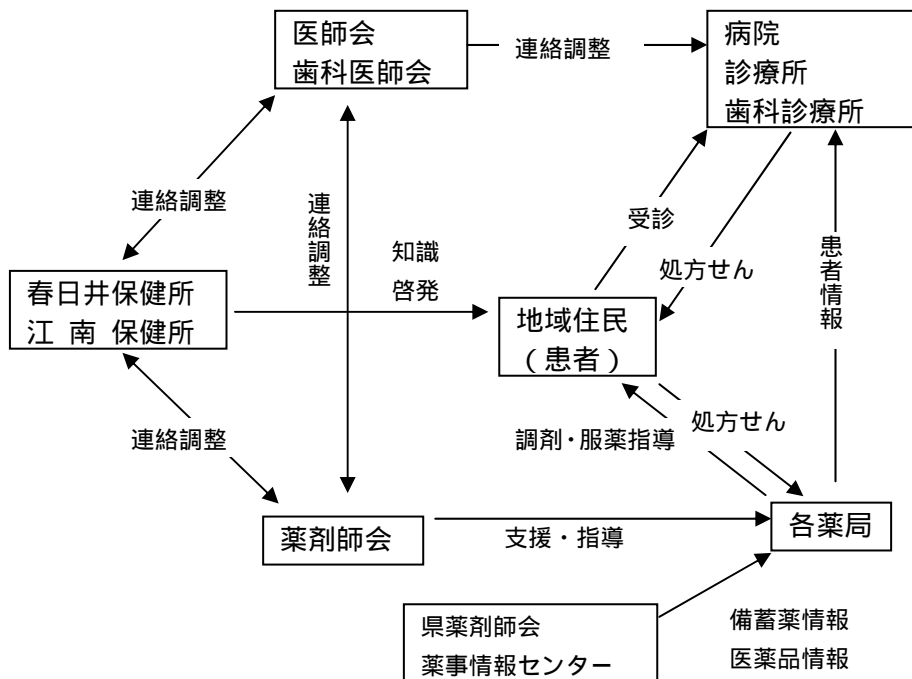 医師会
歯科医師会
連絡調整
病院
診療所
歯科診療所
連絡調整
連絡調整
受診
患者情報
知識
啓発
処方せん
春日井保健所
江 南 保健所
地域住民
（患者）
連絡調整
調剤・服薬指導
処方せん
薬剤師会
支援・指導
各薬局
県薬剤師会
薬事情報センター
備蓄薬情報
医薬品情報